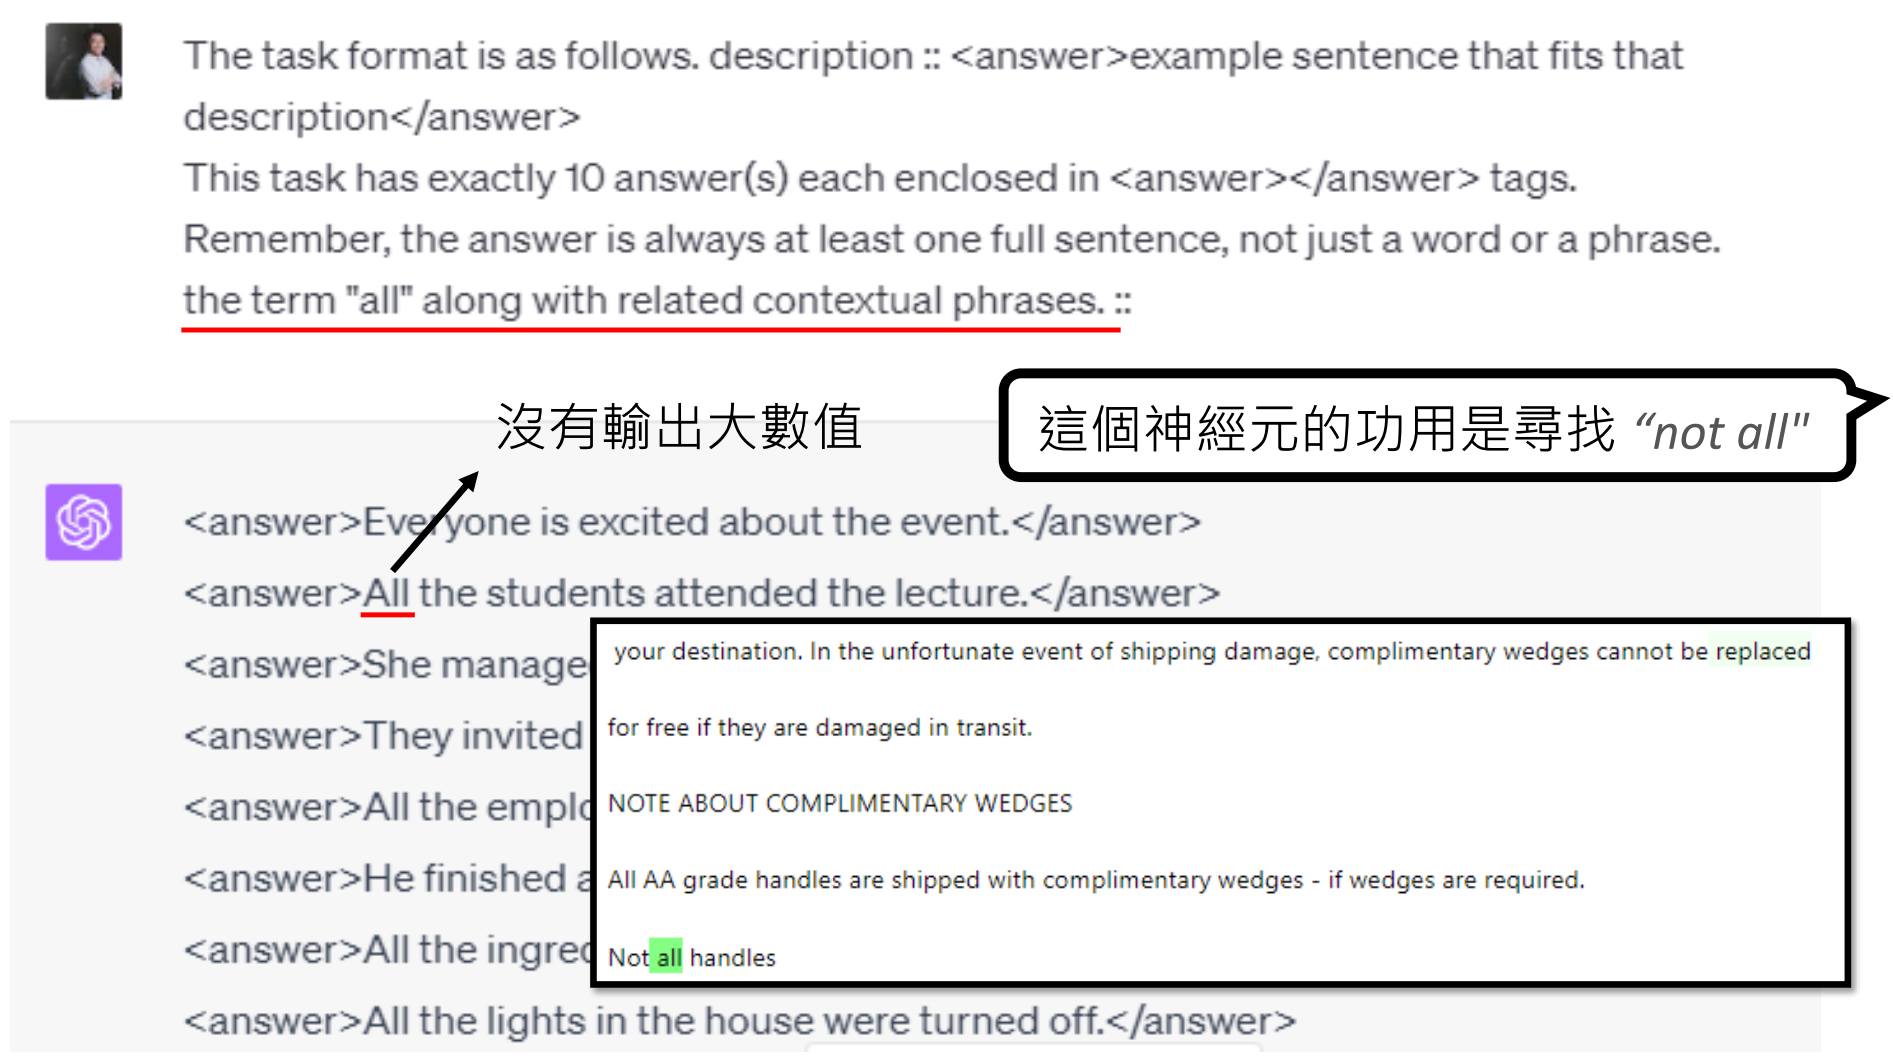 The task format is as follows. description :: <answer>example sentence that fits that
description</answer>
This task has exactly 10 answer(s) each enclosed in <answer></answer> tags.
Remember, the answer is always at least one full sentence, not just a word or a phrase.
the term "all" along with related contextual phrases. ::
沒有輸出大數值
這個神經元的功用是尋找 “not all"
<answer>Everyone is excited about the event.</answer>
<answer>All the students attended the lecture.</answer>
<answer>She manage
<answer>They invited
<answer>All the emplo
<answer>He finished a
<answer>All the ingre
<answer>All the lights in the house were turned off.</answer>
your destination. In the unfortunate event of shipping damage, complimentary wedges cannot be replaced
for free if they are damaged in transit.
NOTE ABOUT COMPLIMENTARY WEDGES
All AA grade handles are shipped with complimentary wedges - if wedges are required.
Not all handles